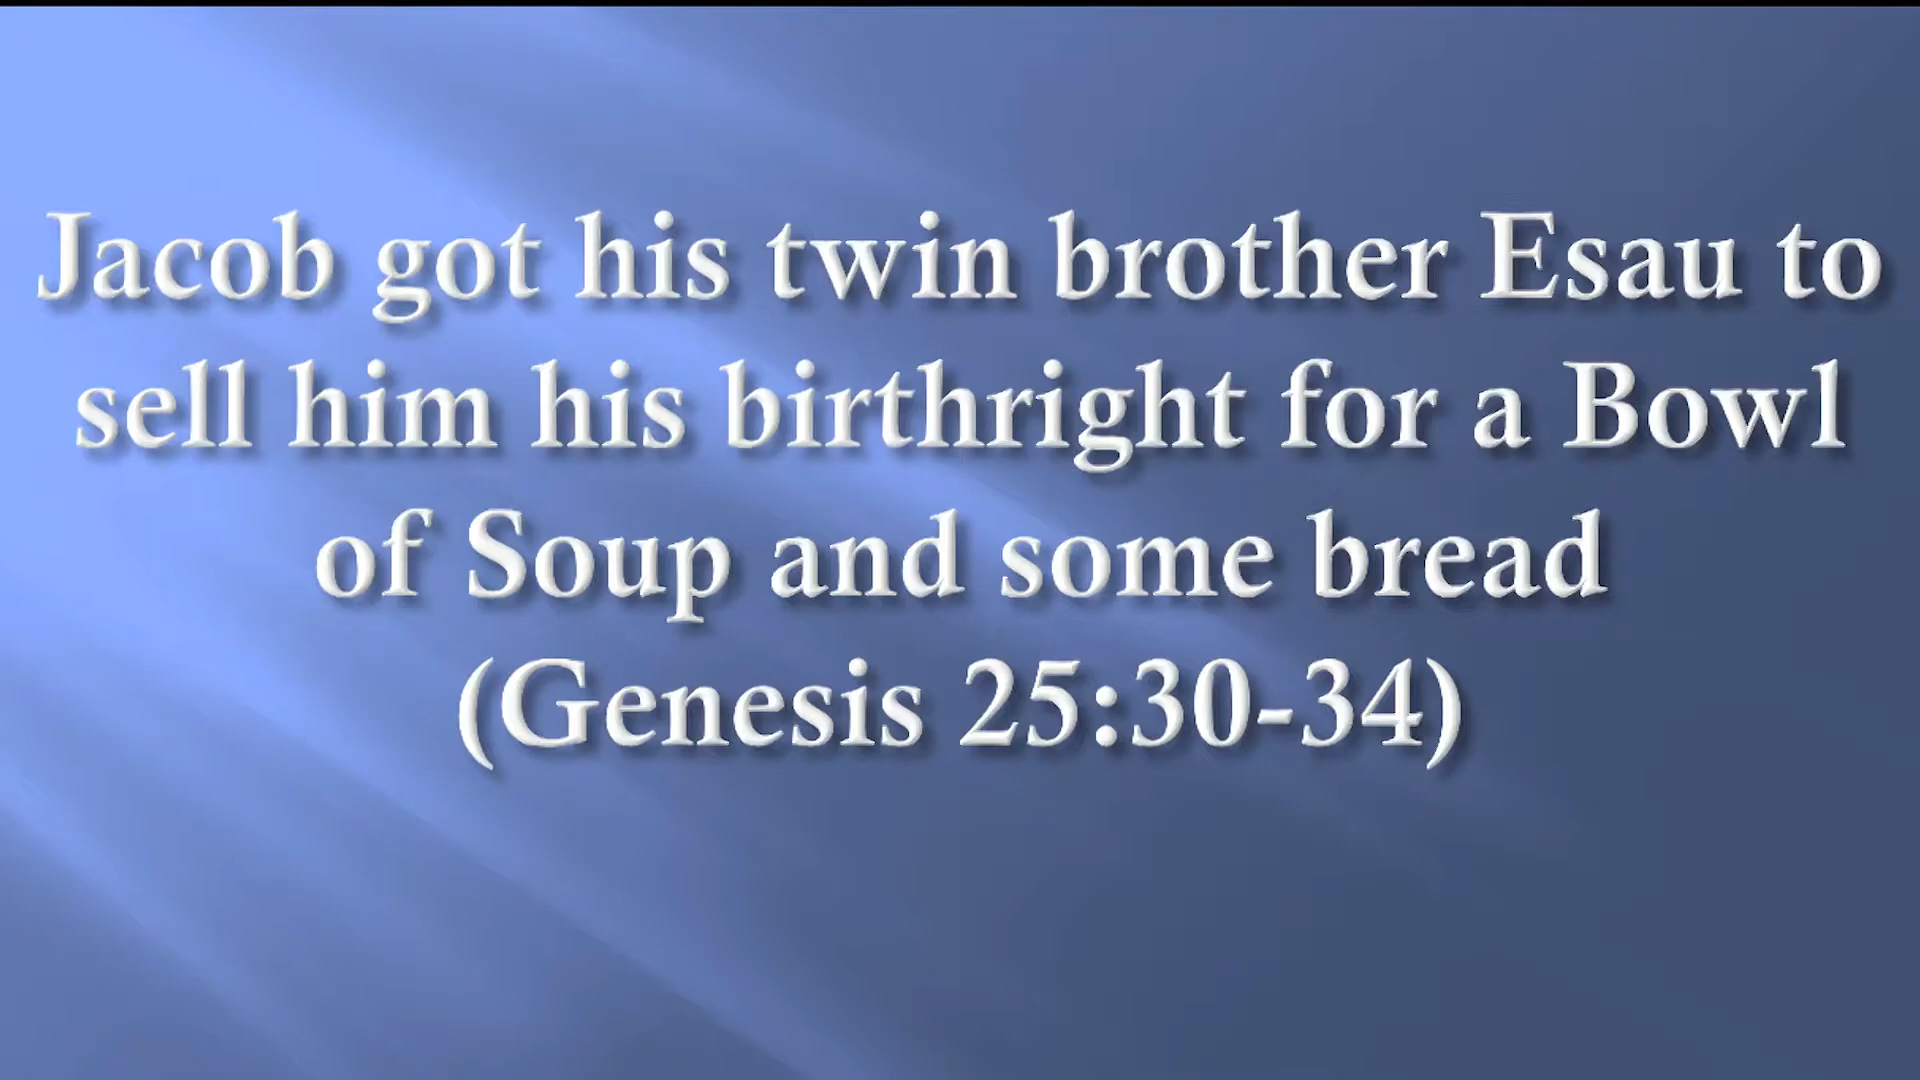 Jacob got his twin brother Esau to
sell him his birthright for a Bowl
of Soup and some bread
(Genesis 25:30-34)